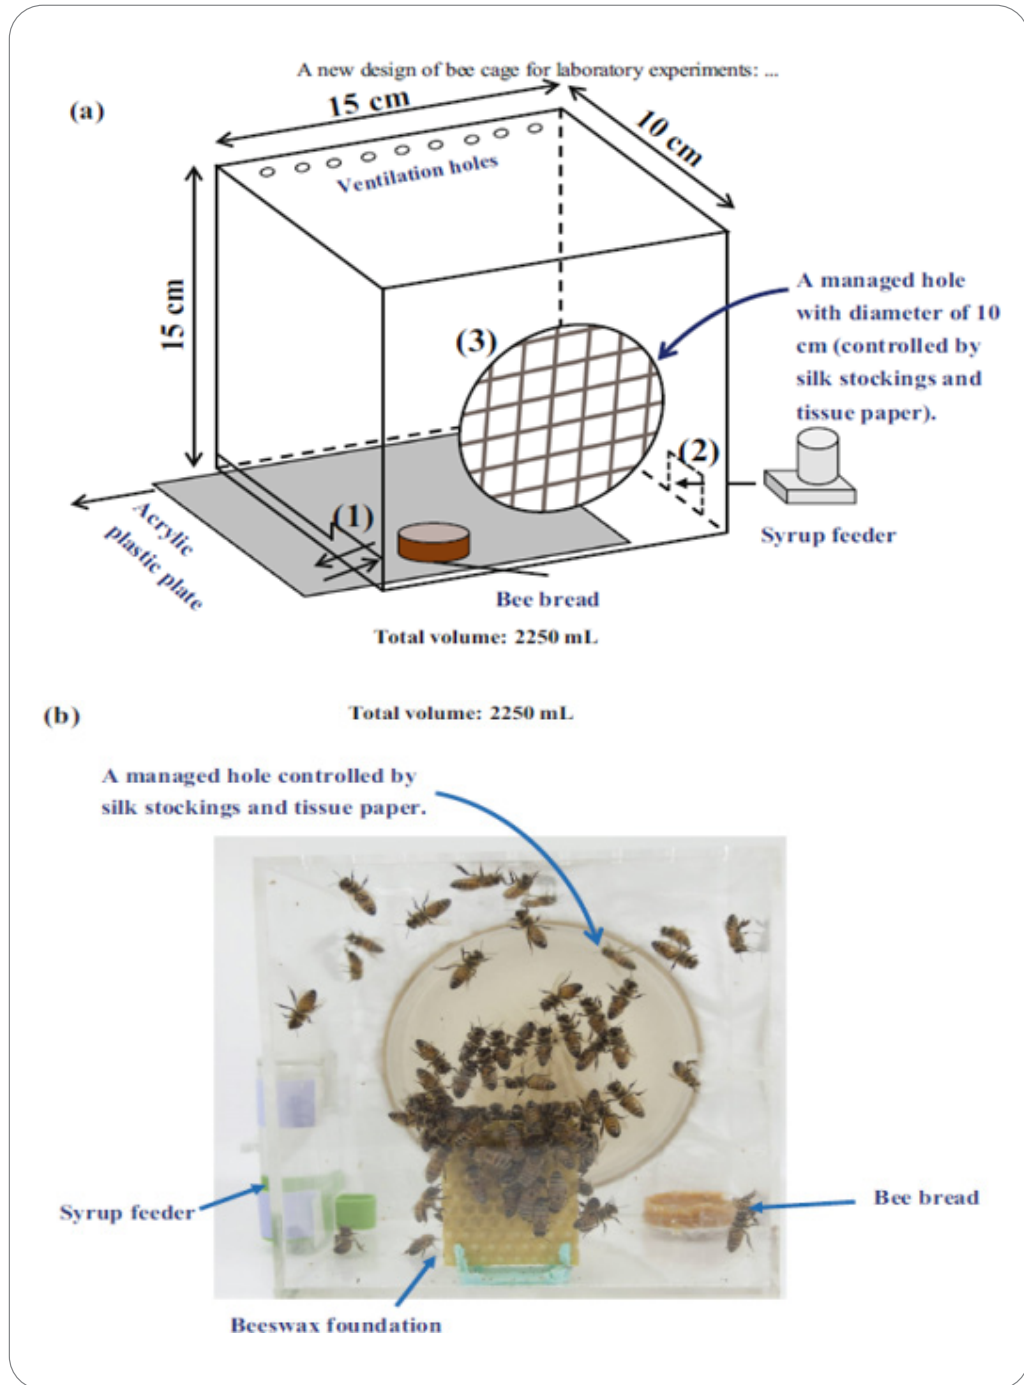 A new design of bee cage for laboratory experiments: ...
(a)
15 cm
10 cm
Ventilation holes
15 cm
A managed hole
with diameter of 10
cm (controlled by
silk stockings and
tissue paper).
(3)
(2)
(1)
Syrup feeder
Acrylic
plastic plate
Bee bread
Total volume: 2250 mL
(b)
Total volume: 2250 mL
A managed hole controlled by
silk stockings and tissue paper.
Syrup feeder
Bee bread
Beeswax foundation